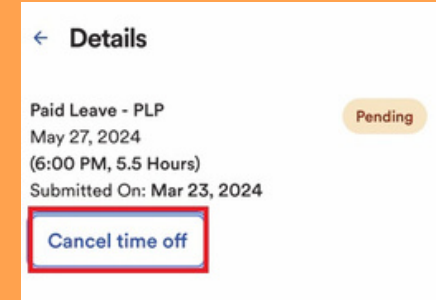 ← Details
Paid Leave - PLP
Pending
May 27, 2024
(6:00 PM, 5.5 Hours)
Submitted On: Mar 23, 2024
Cancel time off